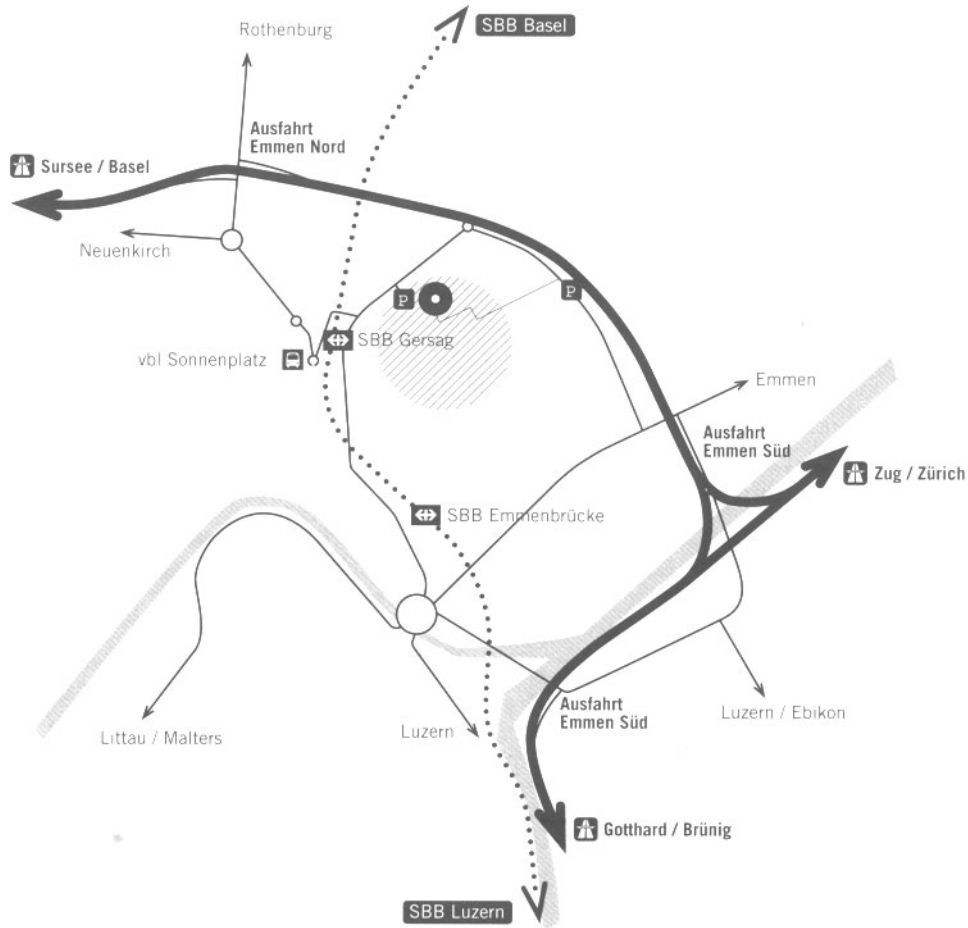 SBB Basel
Rothenburg
Ausfahrt
Emmen Nord
Sursee / Basel
Neuenkirch
P
P
SBB Gersag
vbl Sonnenplatz
Emmen
Ausfahrt
Emmen Süd
Zug / Zürich
SBB Emmenbrücke
Ausfahrt
Emmen Süd
Luzern / Ebikon
Littau / Malters
Luzern
Gotthard / Brünig
SBB Luzern